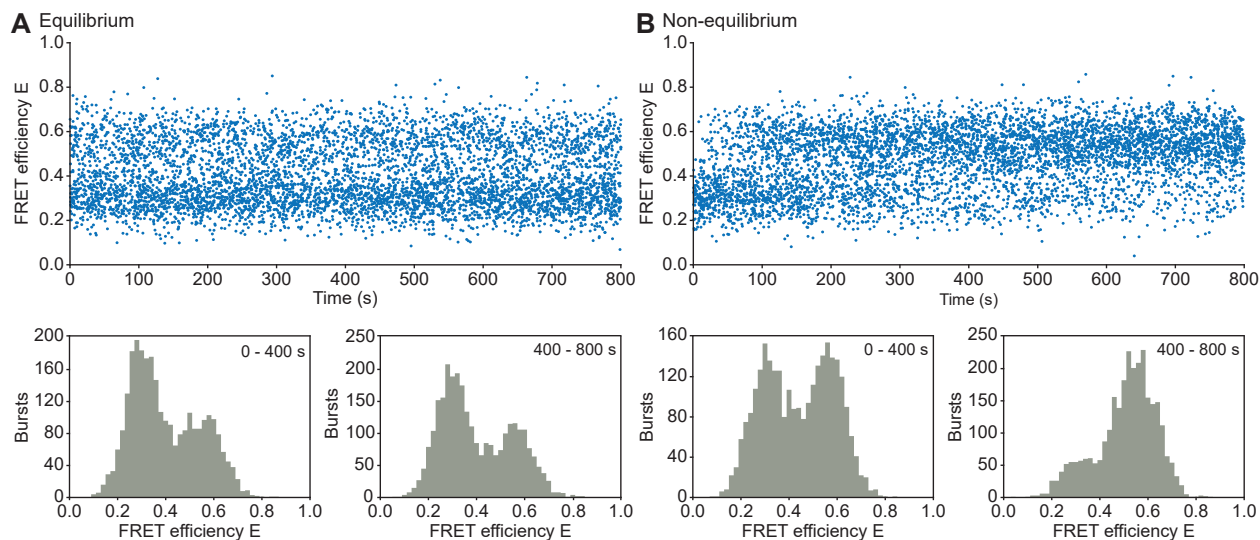 A Equilibrium
1.0
0.8
0.6
0.4
0.2
0.0
FRET efficiency E
0 100 200 300 400 500 600 700 800
Time (s)
B Non-equilibrium
1.0
0.8
0.6
0.4
0.2
0.0
FRET efficiency E
0 100 200 300 400 500 600 700 800
Time (s)
200
160
120
80
40
0
Bursts
0 - 400 s
0.0 0.2 0.4 0.6 0.8 1.0
FRET efficiency E
250
200
150
100
50
0
Bursts
400 - 800 s
0.0 0.2 0.4 0.6 0.8 1.0
FRET efficiency E
160
120
80
40
0
Bursts
0 - 400 s
0.0 0.2 0.4 0.6 0.8 1.0
FRET efficiency E
250
200
150
100
50
0
Bursts
400 - 800 s
0.0 0.2 0.4 0.6 0.8 1.0
FRET efficiency E